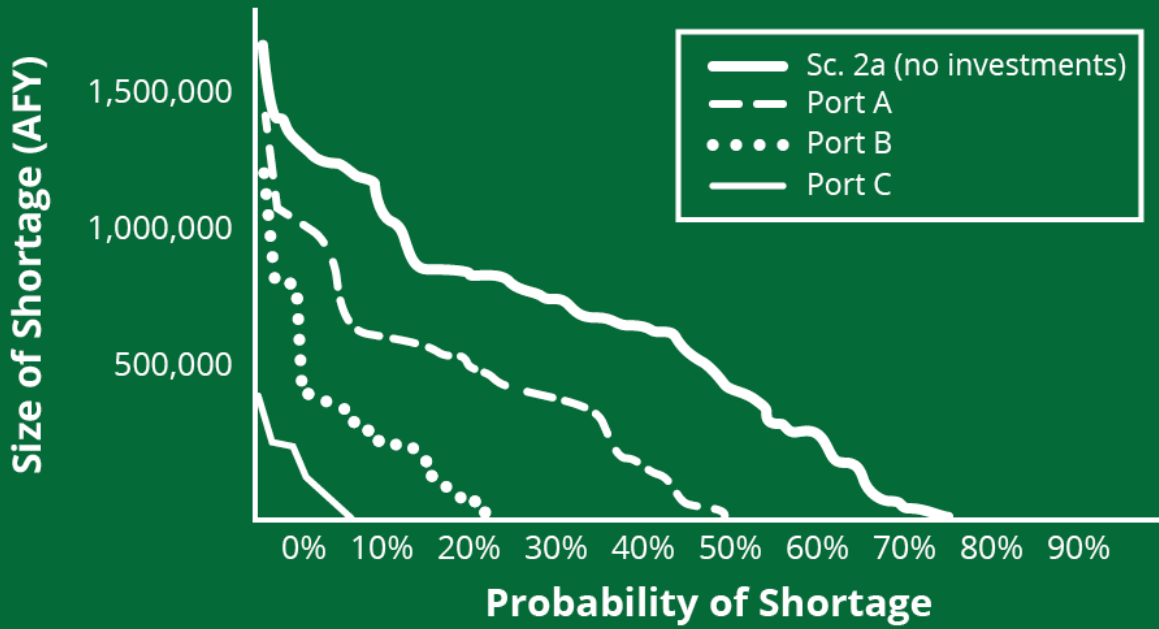 Size of Shortage (AFY)
1,500,000
1,000,000
500,000
Sc. 2a (no investments)
Port A
Port B
Port C
0% 10% 20% 30% 40% 50% 60% 70% 80% 90%
Probability of Shortage